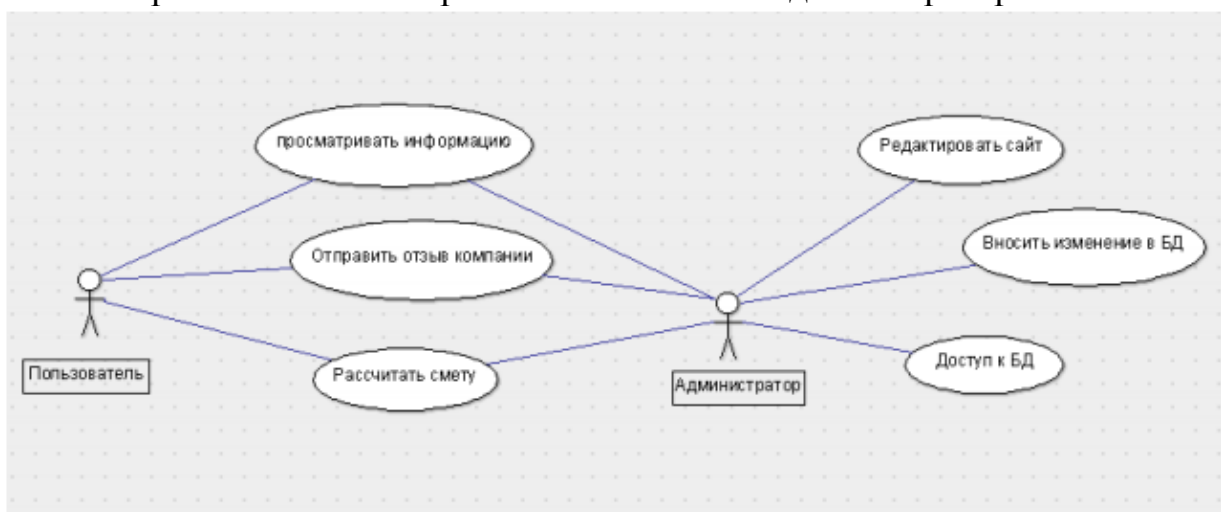 просматривать информацию
Редактировать сайт
Отправить отзыв компании
Вносить изменение в БД
Рассчитать смету
Доступ к БД
Пользователь
Администратор